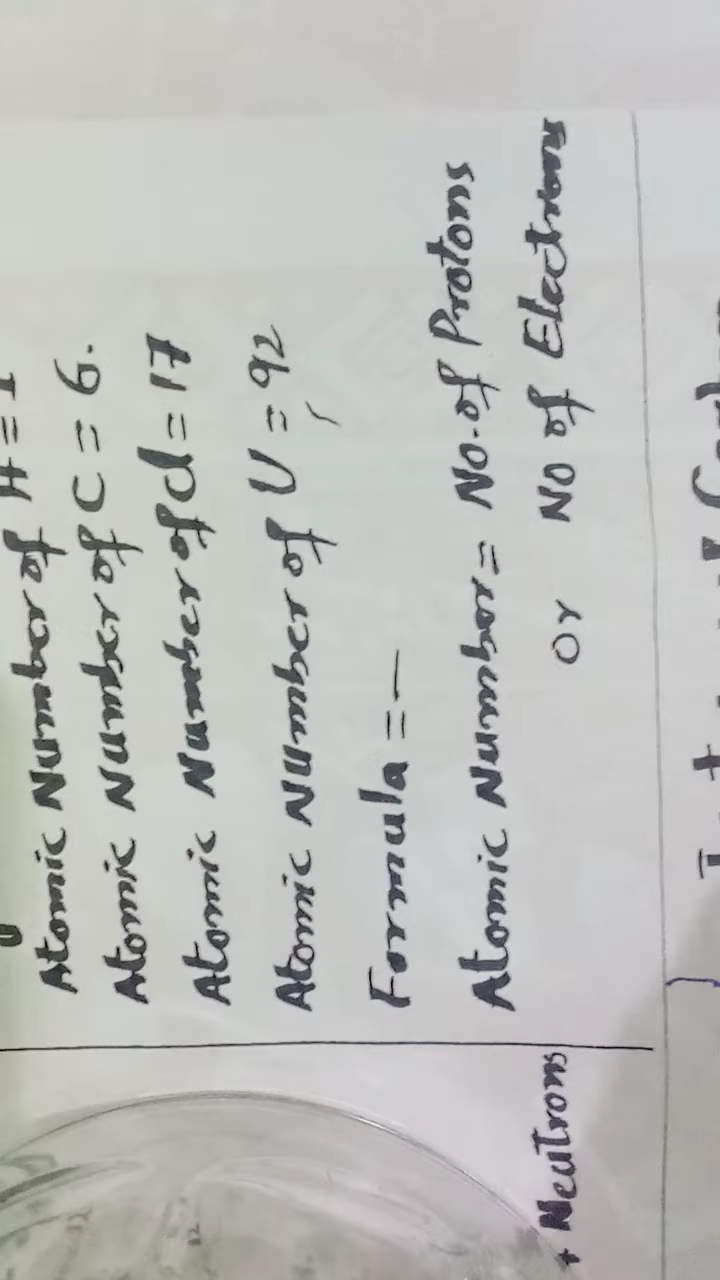 Atomic Number of H = 1
Atomic Number of C = 6.
Atomic Number of Cl = 17
Atomic Number of U = 92
Formula = -
Atomic Number = No. of Protons
or No of Electrons
+ Neutrons